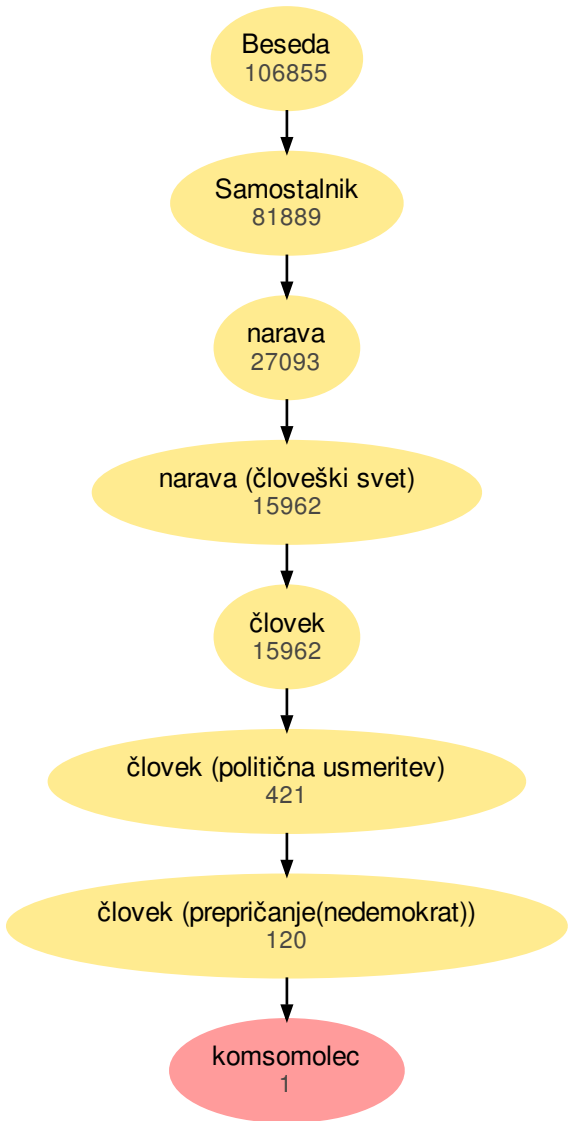 Beseda
106855
Samostalnik
81889
narava
27093
narava (človeški svet)
15962
človek
15962
človek (politična usmeritev)
421
človek (prepričanje(nedemokrat))
120
komsomolec
1